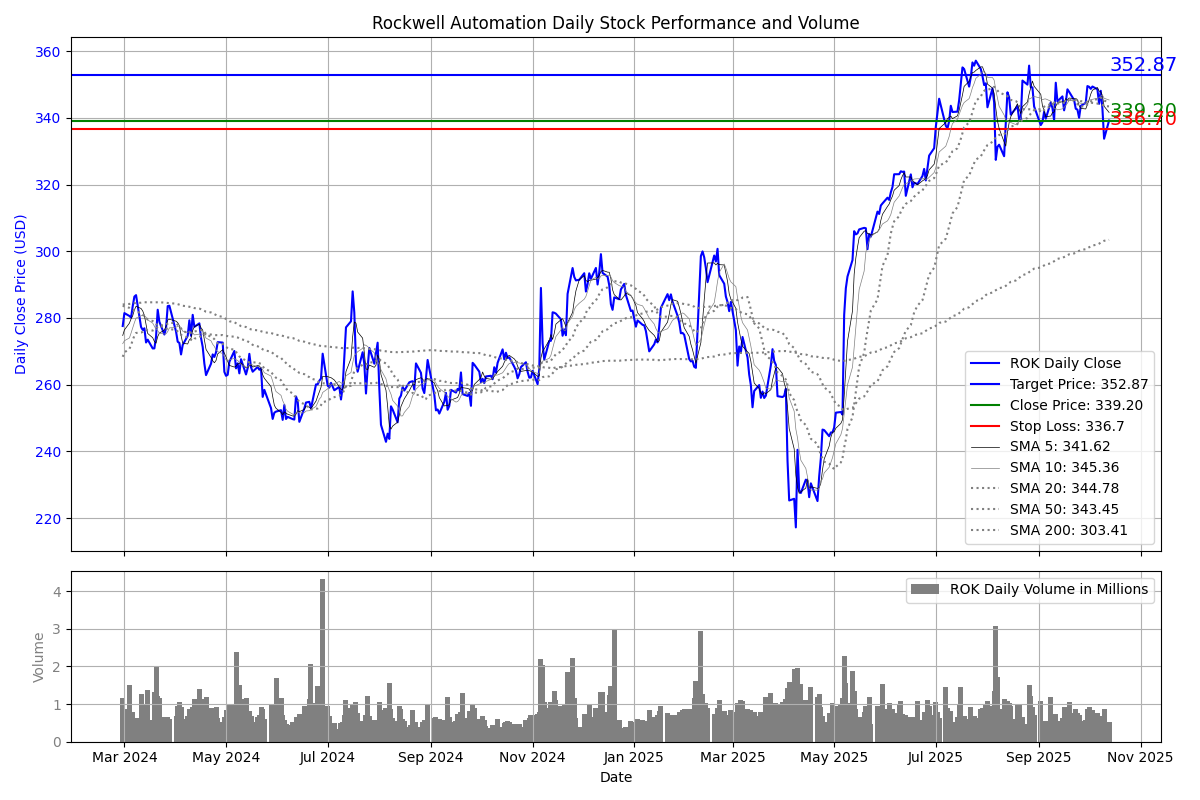 Rockwell Automation Daily Stock Performance and Volume
360
340
320
300
280
260
240
220
Daily Close Price (USD)
352.87
339.20
336.70
ROK Daily Close
Target Price: 352.87
Close Price: 339.20
Stop Loss: 336.7
SMA 5: 341.62
SMA 10: 345.36
SMA 20: 344.78
SMA 50: 343.45
SMA 200: 303.41
4
3
2
1
0
Volume
ROK Daily Volume in Millions
Mar 2024 May 2024 Jul 2024 Sep 2024 Nov 2024 Jan 2025 Mar 2025 May 2025 Jul 2025 Sep 2025 Nov 2025
Date